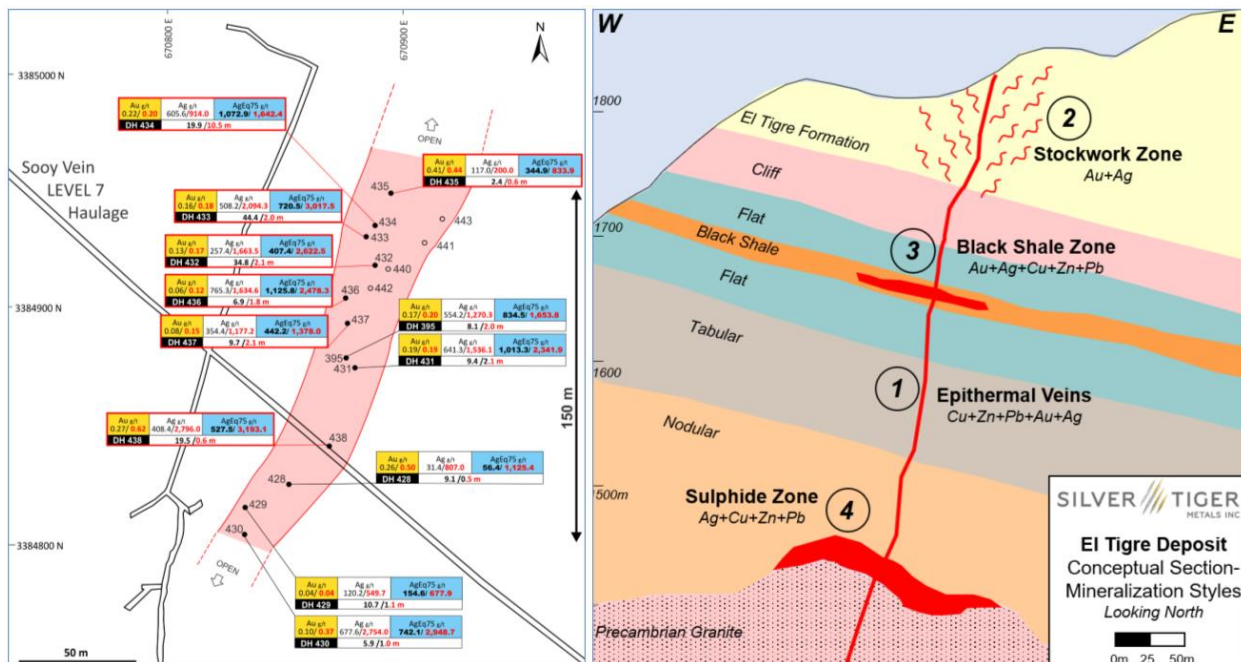 670800 E
670900 E
N
3385000 N
Au g/t Ag g/t AgEq75 g/t
0.22/ 0.20 605.6/914.0 1,072.9/ 1,642.4
DH 434 19.9 /10.5 m
OPEN
Au g/t Ag g/t AgEq75 g/t
0.41/ 0.44 117.0/200.0 344.9/ 833.9
DH 435 2.4 /0.6 m
Sooy Vein
LEVEL 7
Haulage
435
434
433
443
441
432
440
442
436
437
395
431
438
428
429
430
Au g/t Ag g/t AgEq75 g/t
0.16/ 0.18 508.2/2,094.3 720.5/ 3,017.5
DH 433 44.4 /2.0 m
Au g/t Ag g/t AgEq75 g/t
0.13/ 0.17 257.4/1,663.5 407.4/ 2,622.5
DH 432 34.8 /2.1 m
Au g/t Ag g/t AgEq75 g/t
0.06/ 0.12 765.3/1,634.6 1,125.8/ 2,478.3
DH 436 6.9 /1.8 m
3384900 N
Au g/t Ag g/t AgEq75 g/t
0.08/ 0.15 354.4/1,177.2 442.2/ 1,378.0
DH 437 9.7 /2.1 m
Au g/t Ag g/t AgEq75 g/t
0.17/ 0.20 554.2/1,270.3 834.5/ 1,653.8
DH 395 8.1 /2.0 m
Au g/t Ag g/t AgEq75 g/t
0.19/ 0.19 641.3/1,536.1 1,013.3/ 2,341.9
DH 431 9.4 /2.1 m
150 m
Au g/t Ag g/t AgEq75 g/t
0.27/ 0.62 408.4/2,796.0 527.5/ 3,193.1
DH 438 19.5 /0.6 m
Au g/t Ag g/t AgEq75 g/t
0.26/ 0.50 31.4/807.0 56.4/ 1,125.4
DH 428 9.1 /0.5 m
3384800 N
OPEN
Au g/t Ag g/t AgEq75 g/t
0.04/ 0.04 120.2/549.7 154.6/ 677.9
DH 429 10.7 /1.1 m
Au g/t Ag g/t AgEq75 g/t
0.10/ 0.37 677.6/2,754.0 742.1/ 2,948.7
DH 430 5.9 /1.0 m
50 m
W
E
1800
El Tigre Formation
2
Stockwork Zone
Au+Ag
Cliff
1700
Flat
Black Shale
3
Black Shale Zone
Au+Ag+Cu+Zn+Pb
Flat
Tabular
1600
1
Epithermal Veins
Cu+Zn+Pb+Au+Ag
Nodular
1500m
Sulphide Zone
Ag+Cu+Zn+Pb
4
Precambrian Granite
SILVER TIGER
METALS INC
El Tigre Deposit
Conceptual Section-
Mineralization Styles
Looking North
0m 25 50m